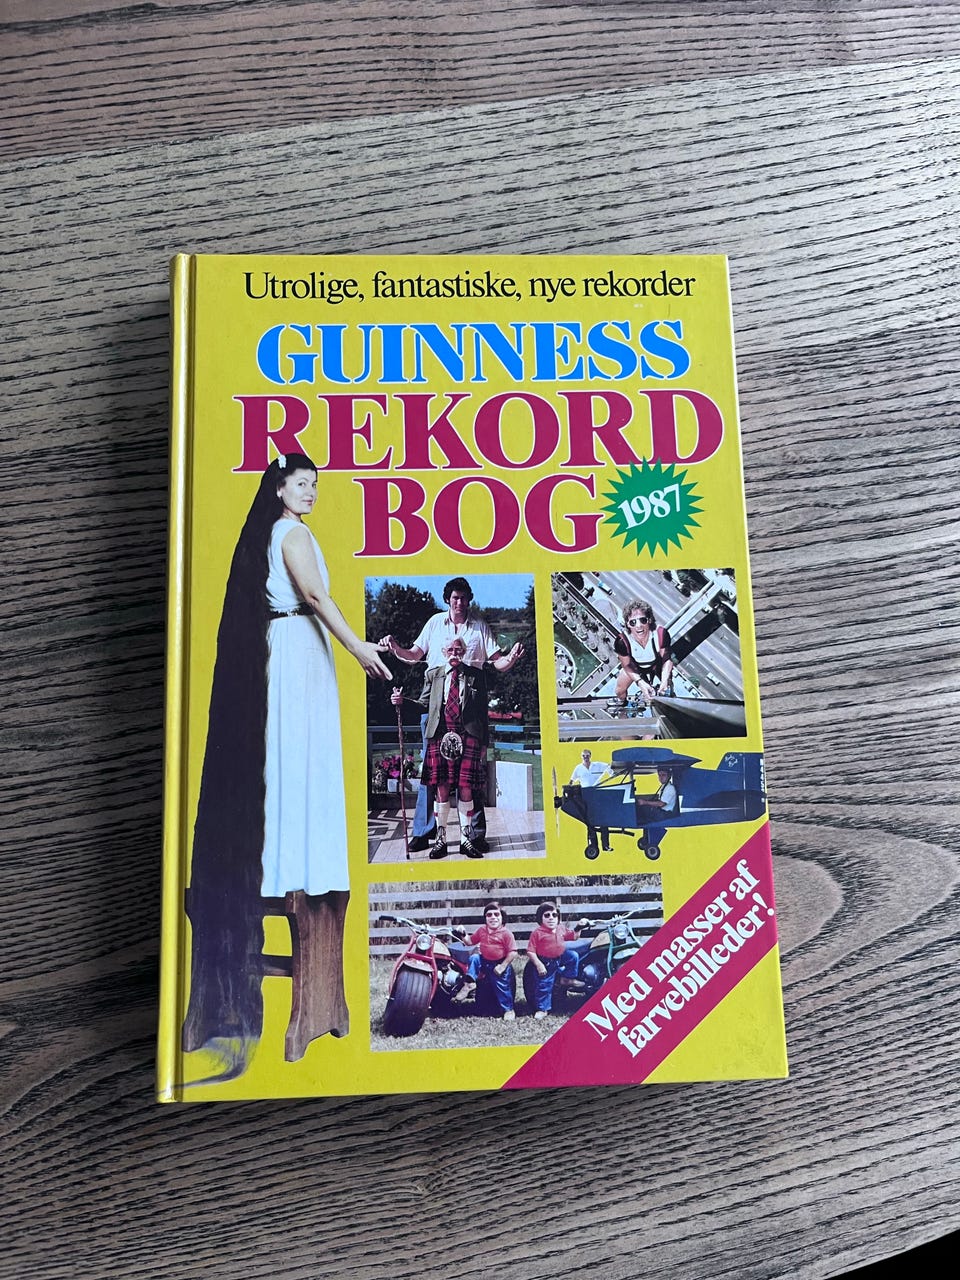 Utrolige, fantastiske, nye rekorder
GUINNESS
REKORD
BOG
1987
Med masser af
farvebilleder!